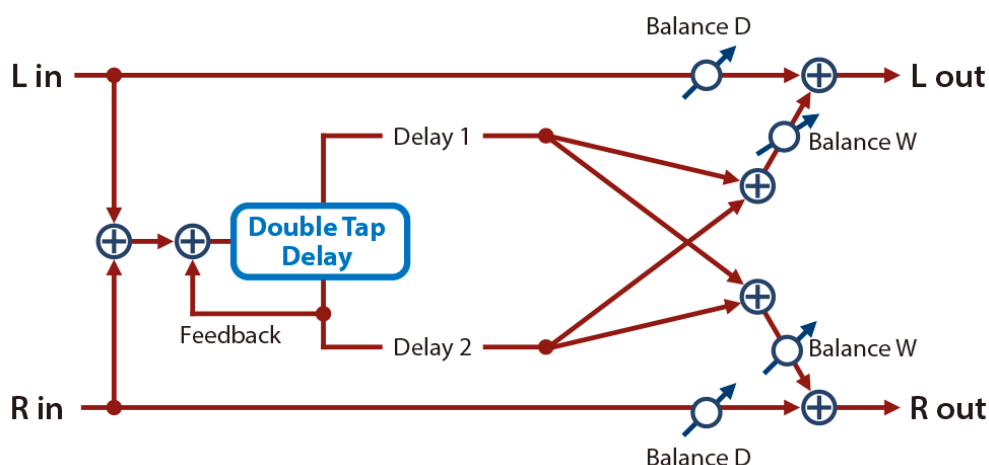 Balance D
L in
L out
Delay 1
Balance W
Double Tap
Delay
Feedback
Delay 2
Balance W
R in
R out
Balance D